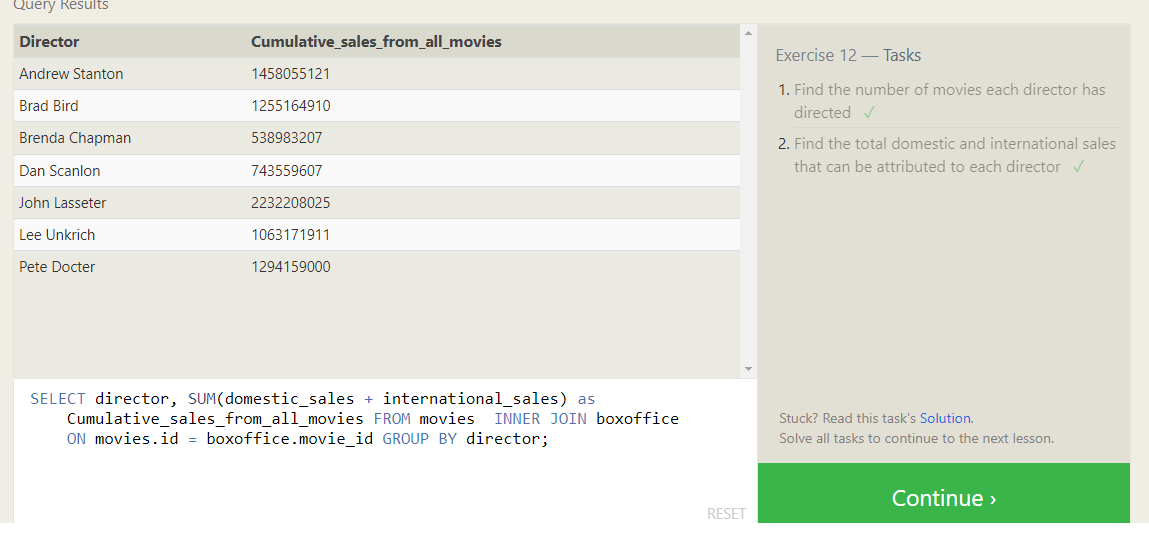 Query Results
Director Cumulative_sales_from_all_movies
Andrew Stanton 1458055121
Brad Bird 1255164910
Brenda Chapman 538983207
Dan Scanlon 743559607
John Lasseter 2232208025
Lee Unkrich 1063171911
Pete Docter 1294159000
SELECT director, SUM(domestic_sales + international_sales) as
Cumulative_sales_from_all_movies FROM movies  INNER JOIN boxoffice
ON movies.id = boxoffice.movie_id GROUP BY director;
RESET
Exercise 12 — Tasks
1. Find the number of movies each director has
directed ✓
2. Find the total domestic and international sales
that can be attributed to each director ✓
Stuck? Read this task's Solution.
Solve all tasks to continue to the next lesson.
Continue ›